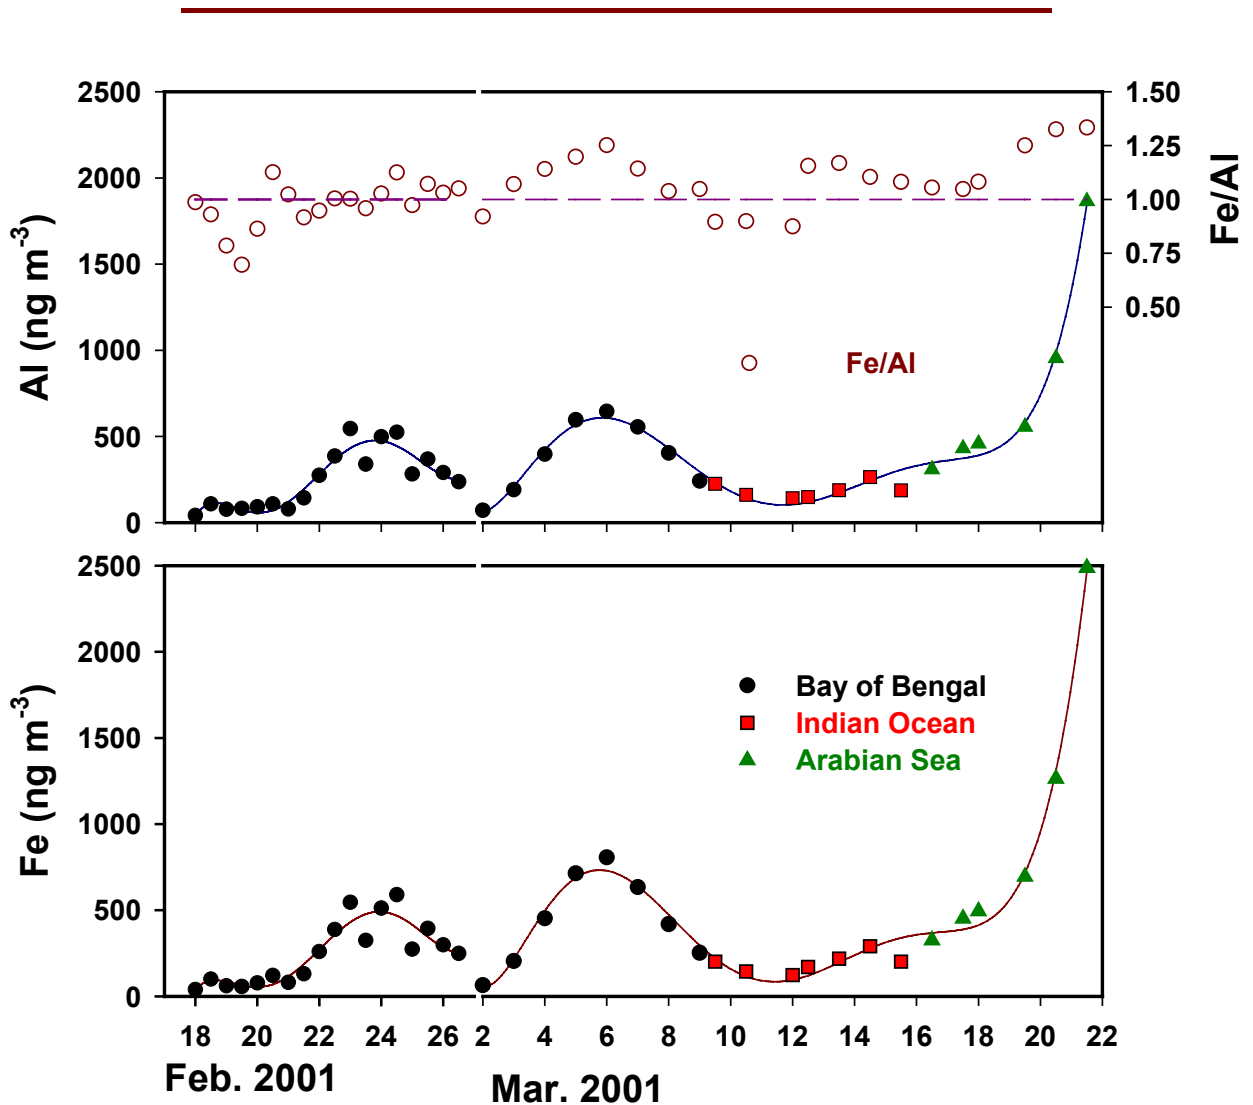 2500
2000
1500
1000
500
0
Al (ng m-3)
1.50
1.25
1.00
0.75
0.50
Fe/Al
Fe/Al
2500
2000
1500
1000
500
0
Fe (ng m-3)
Bay of Bengal
Indian Ocean
Arabian Sea
18 20 22 24 26 2 4 6 8 10 12 14 16 18 20 22
Feb. 2001
Mar. 2001